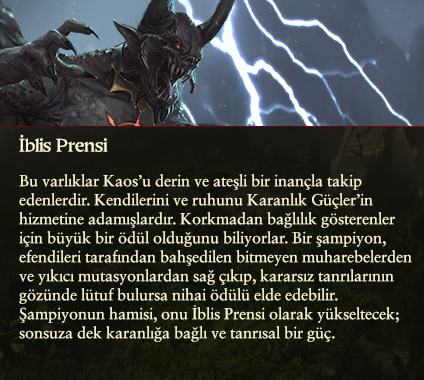 İblis Prensi
Bu varlıklar Kaos'u derin ve ateşli bir inançla takip
edenlerdir. Kendilerini ve ruhunu Karanlık Güçler'in
hizmetine adamışlardır. Korkmadan bağlılık gösterenler
için büyük bir ödül olduğunu biliyorlar. Bir şampiyon,
efendileri tarafından bahşedilen bitmeyen muharebelerden
ve yıkıcı mutasyonlardan sağ çıkıp, kararsız tanrılarının
gözünde lütuf bulursa nihai ödülü elde edebilir.
Şampiyonun hamisi, onu İblis Prensi olarak yükseltecek;
sonsuza dek karanlığa bağlı ve tanrısal bir güç.